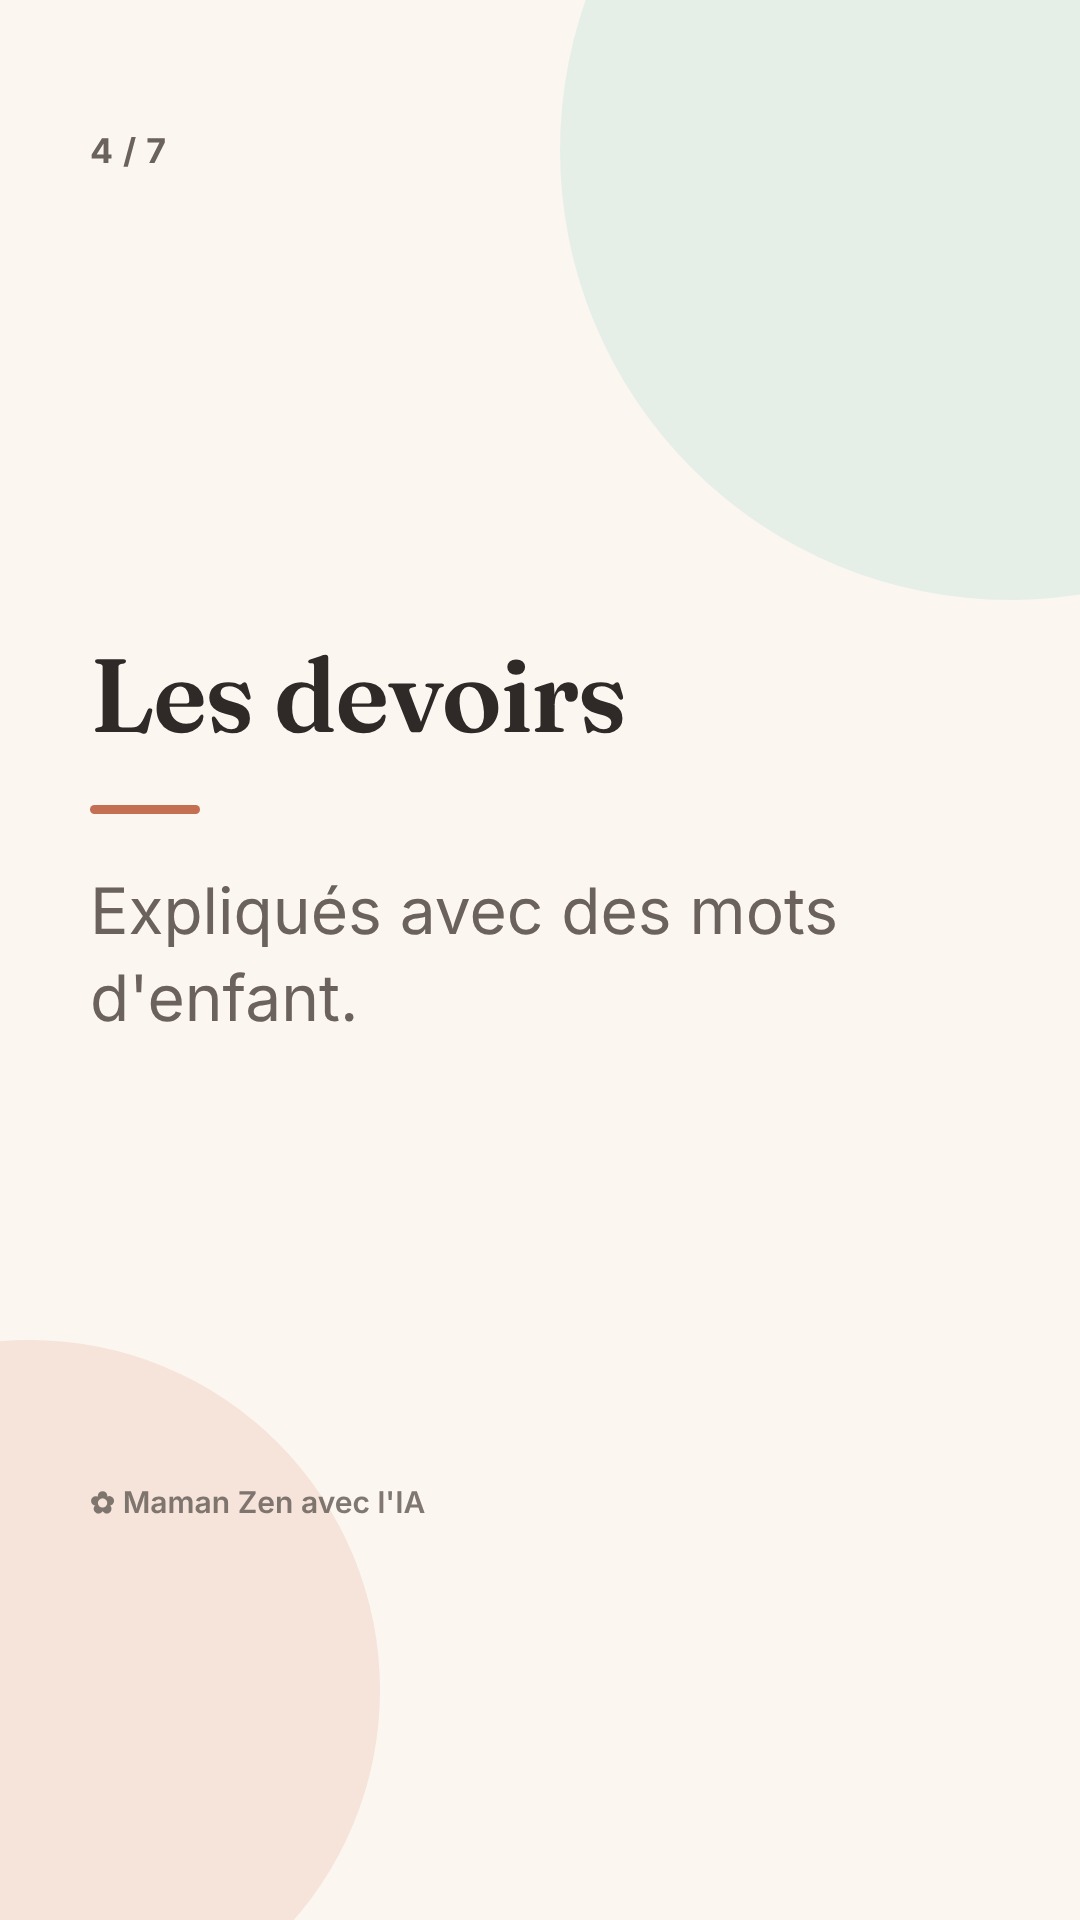 4 / 7
Les devoirs
Expliqués avec des mots
d'enfant.
✿ Maman Zen avec l'IA